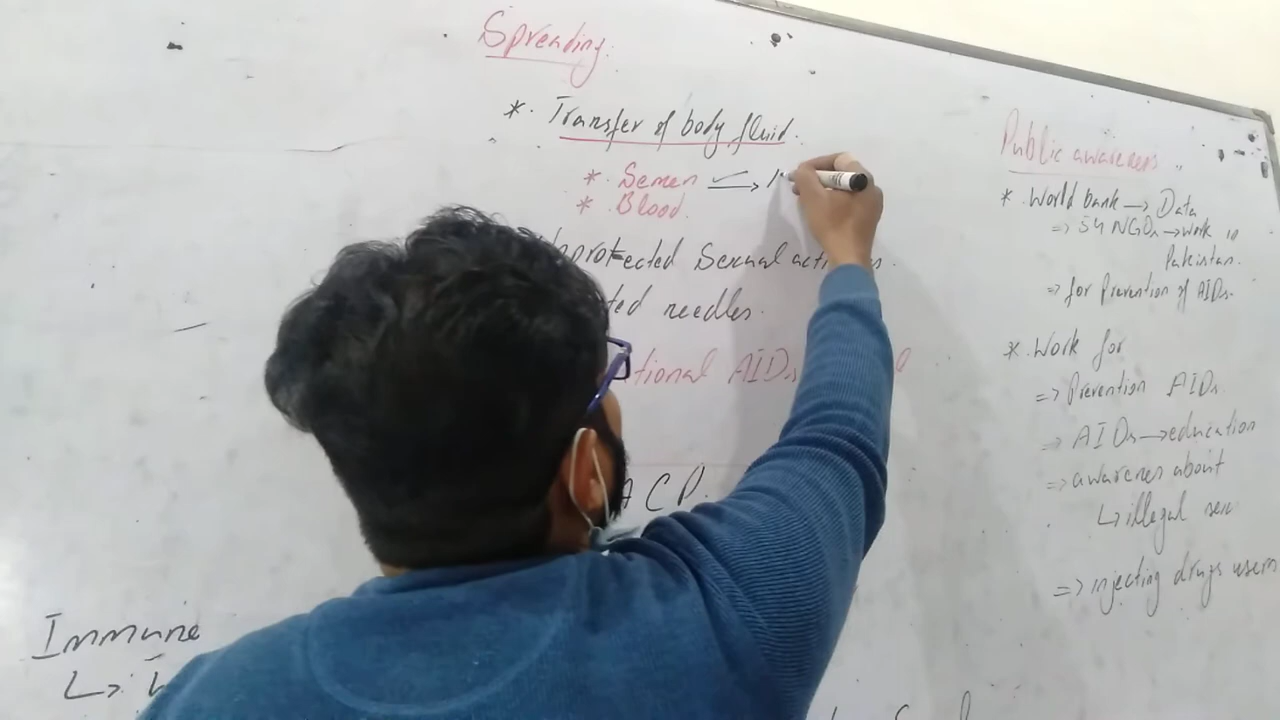 Spreading.
*. Transfer of body fluid.
*. Semen →
* Blood.
protected Sexual act
ted needles.
tional AIDs
ACP.
Immune
Public awareness
*. World bank → Data
=> 54 NGOs → work in
Pakistan.
=> for Prevention of AIDs.
*. Work for
=> Prevention AIDs.
=> AIDs → education
=> awarenes about
↳ illegal sex
=> injecting drugs users